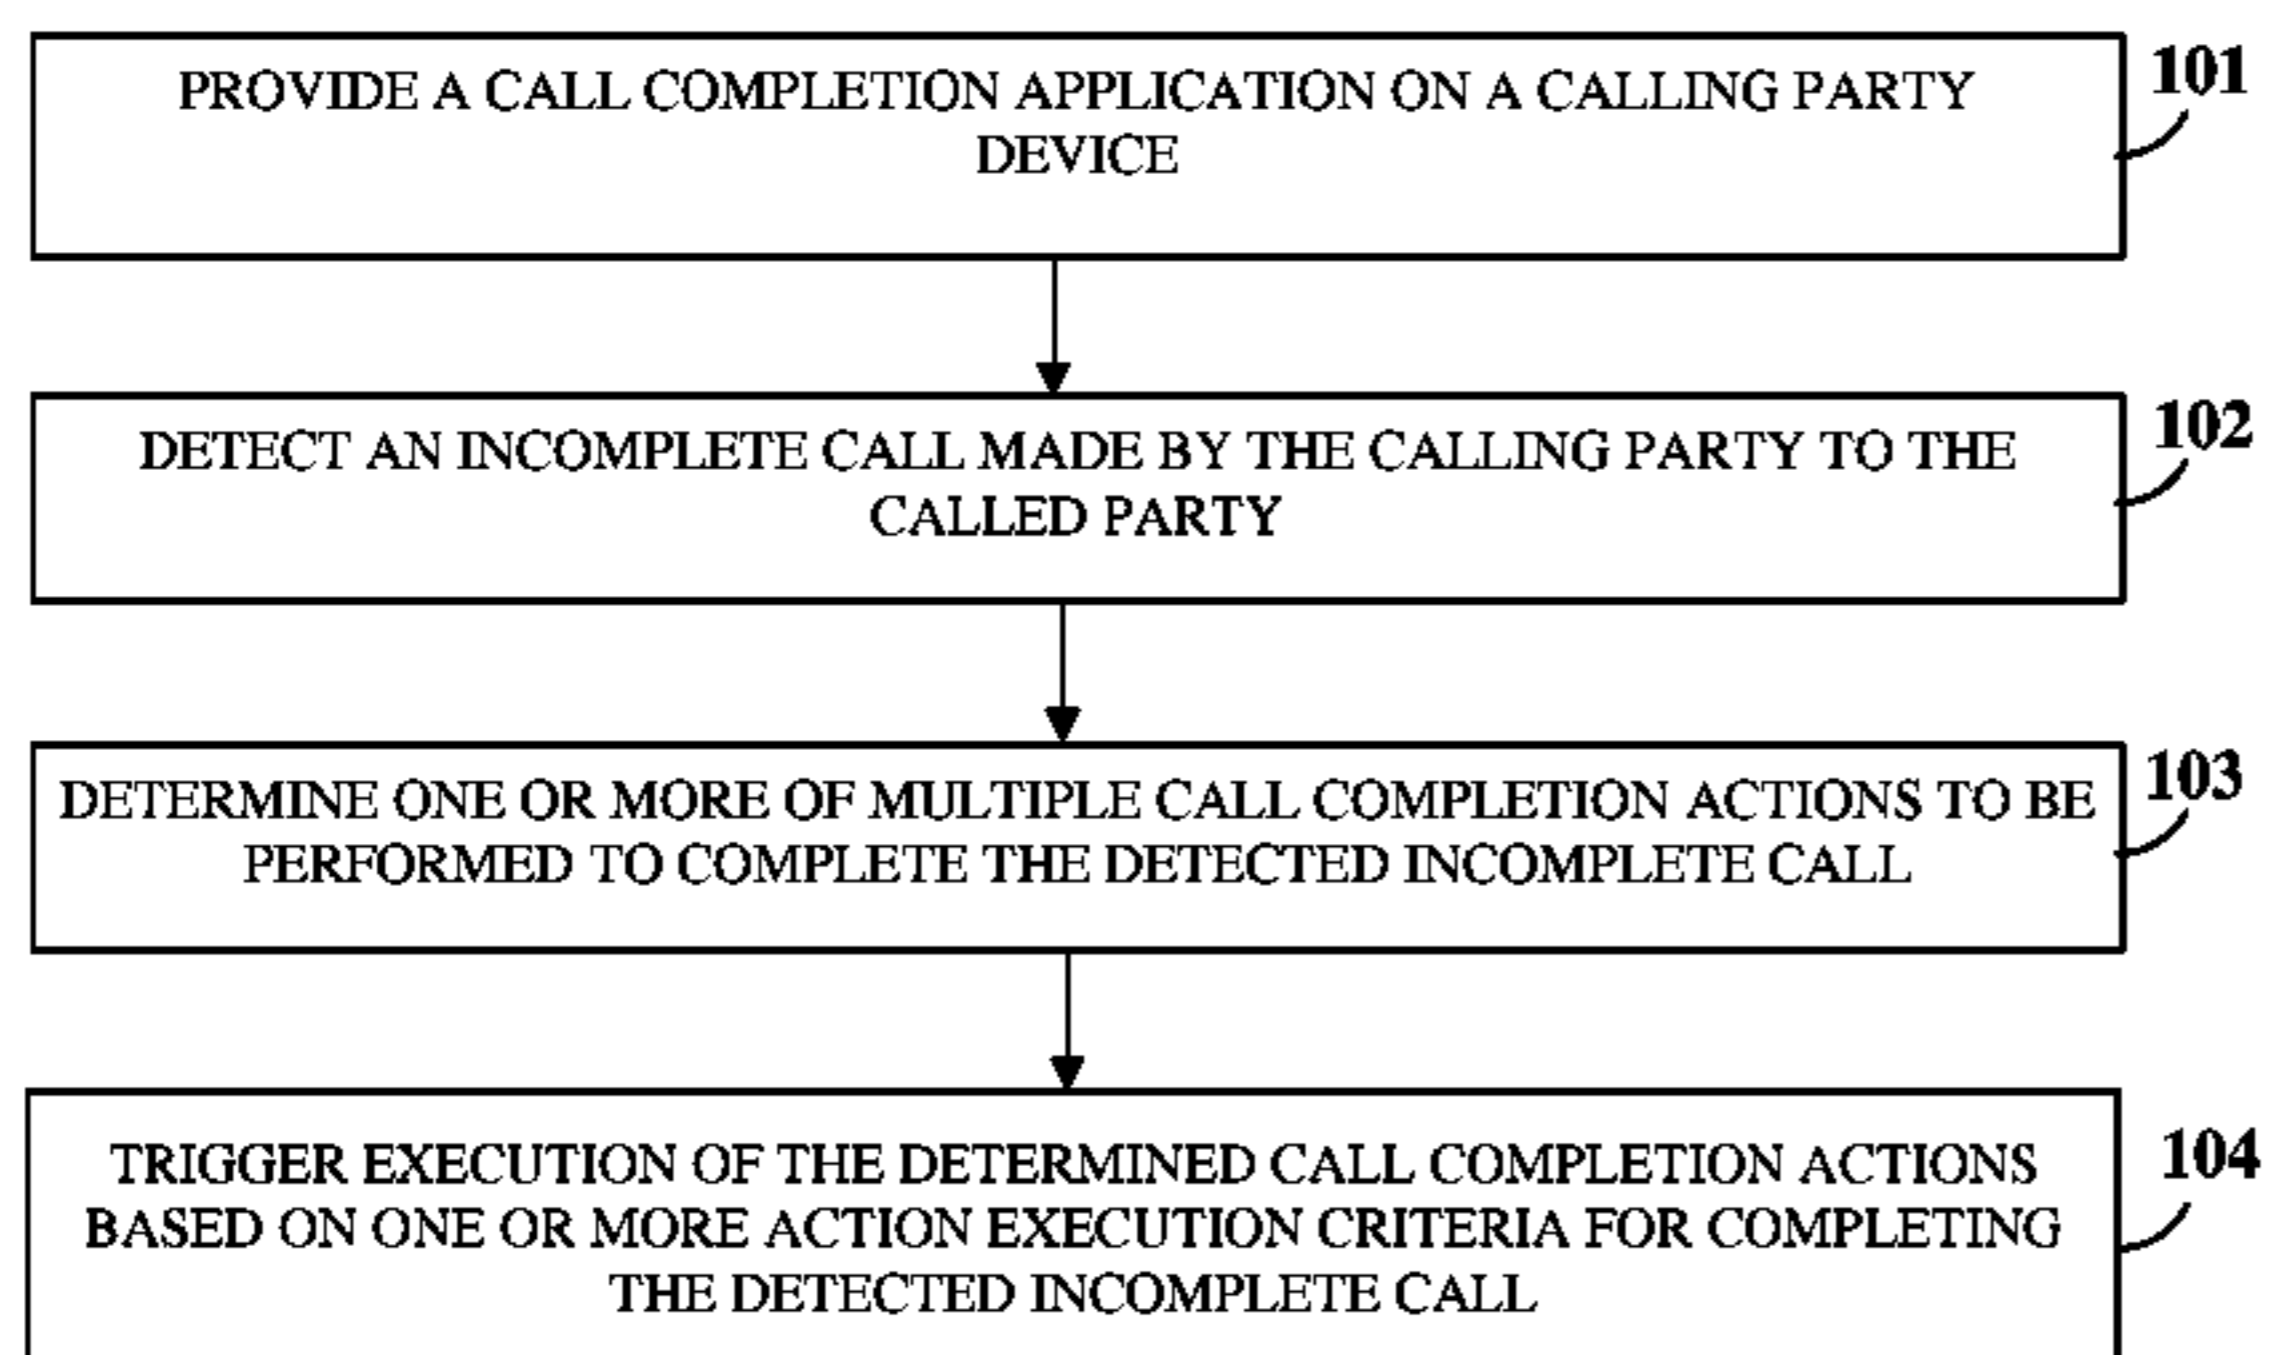 PROVIDE A CALL COMPLETION APPLICATION ON A CALLING PARTY
DEVICE
101
DETECT AN INCOMPLETE CALL MADE BY THE CALLING PARTY TO THE
CALLED PARTY
102
DETERMINE ONE OR MORE OF MULTIPLE CALL COMPLETION ACTIONS TO BE
PERFORMED TO COMPLETE THE DETECTED INCOMPLETE CALL
103
TRIGGER EXECUTION OF THE DETERMINED CALL COMPLETION ACTIONS
BASED ON ONE OR MORE ACTION EXECUTION CRITERIA FOR COMPLETING
THE DETECTED INCOMPLETE CALL
104